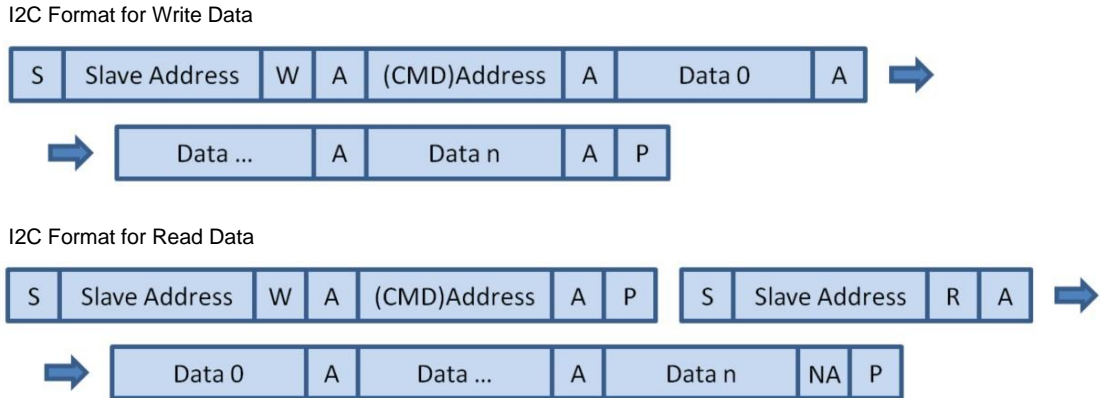 I2C Format for Write Data
S Slave Address W A (CMD)Address A Data 0 A
Data ... A Data n A P
I2C Format for Read Data
S Slave Address W A (CMD)Address A P S Slave Address R A
Data 0 A Data ... A Data n NA P